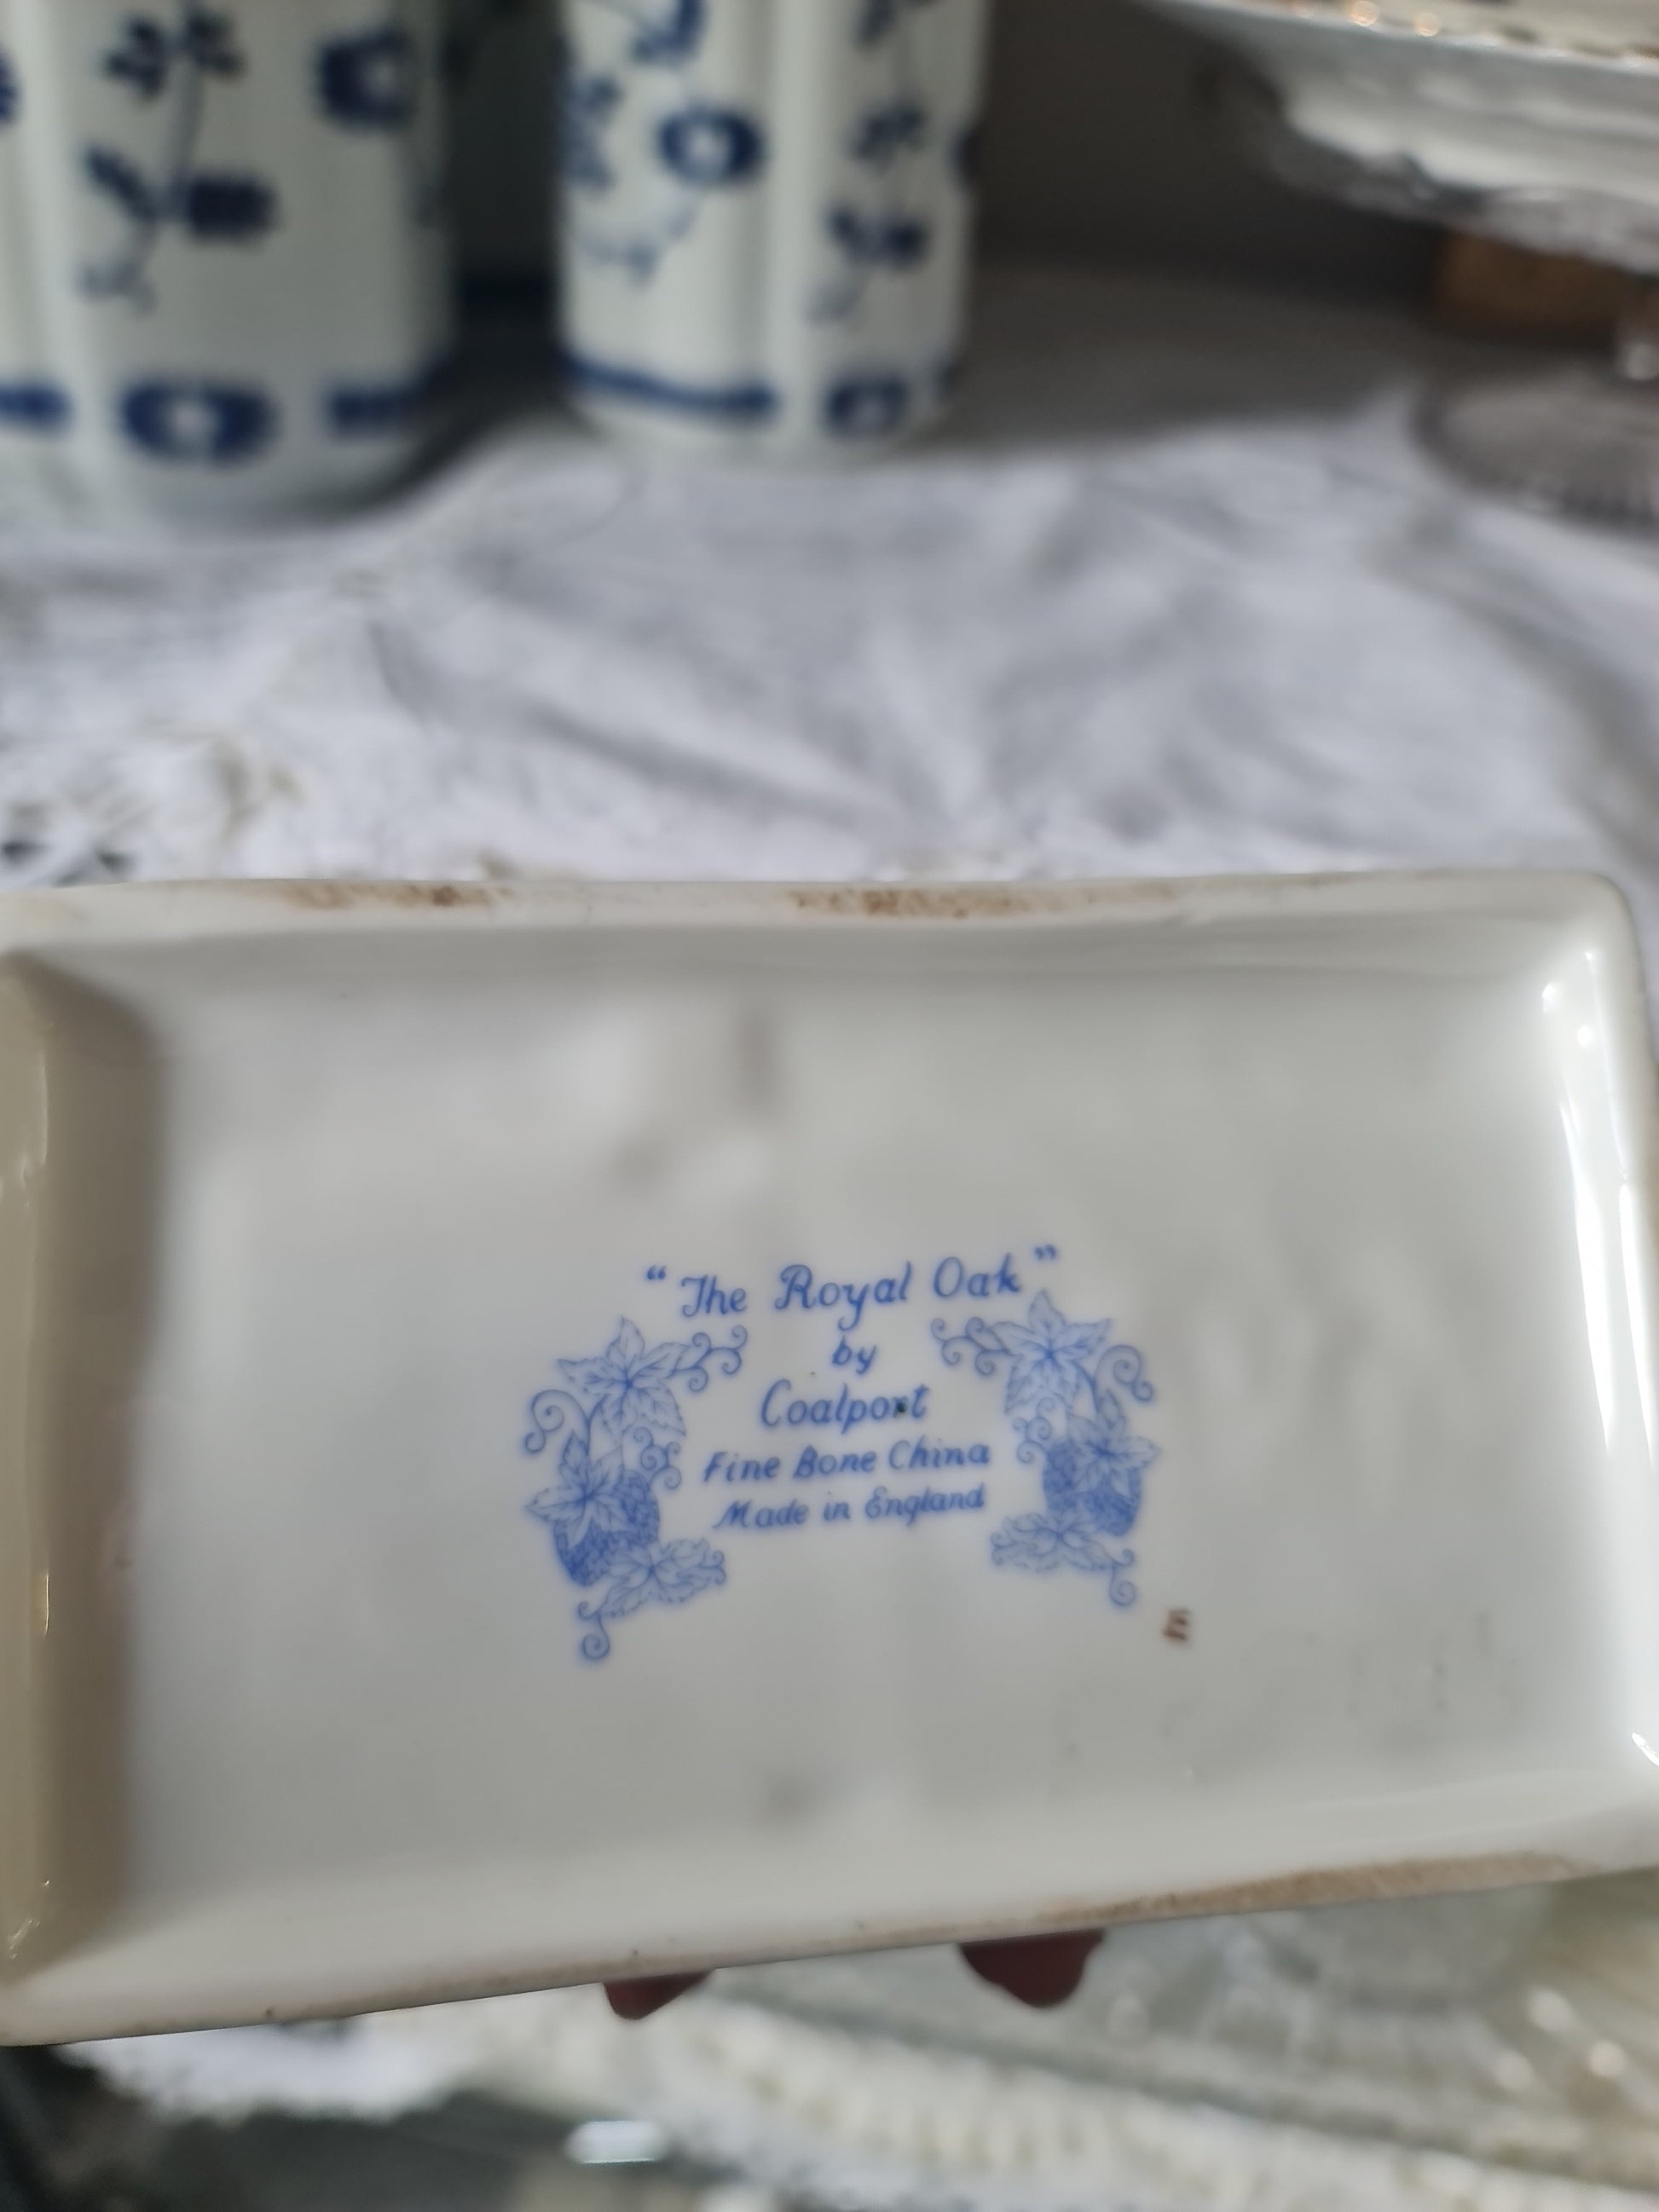 "The Royal Oak"
by
Coalport
Fine Bone China
Made in England